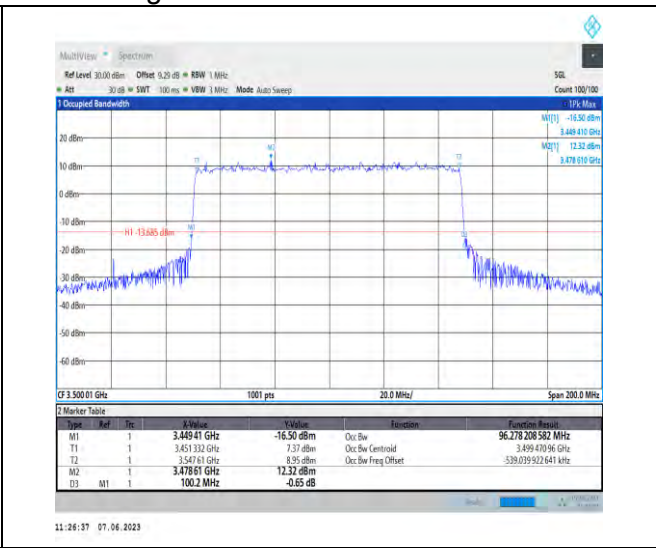 MultiView Spectrum
Ref Level 30.00 dBm Offset 9.29 dB RBW 1 MHz SGL
Att 30 dB SWT 100 ms VBW 3 MHz Mode Auto Sweep Count 100/100
1 Occupied Bandwidth 1Pk Max
M1[1] -16.50 dBm
3.449 410 GHz
M2[1] 12.32 dBm
3.478 610 GHz
20 dBm
M2
T1 T2
10 dBm
0 dBm
-10 dBm
H1 -13.685 dBm M1
-20 dBm
-30 dBm
-40 dBm
-50 dBm
-60 dBm
CF 3.500 01 GHz 1001 pts 20.0 MHz/ Span 200.0 MHz
2 Marker Table
Type Ref Trc X-Value Y-Value Function Function Result
M1 1 3.449 41 GHz -16.50 dBm Occ Bw 96.278 208 582 MHz
T1 1 3.451 332 GHz 7.37 dBm Occ Bw Centroid 3.499 470 96 GHz
T2 1 3.547 61 GHz 8.95 dBm Occ Bw Freq Offset -539.039 922 641 kHz
M2 1 3.478 61 GHz 12.32 dBm
D3 M1 1 100.2 MHz -0.65 dB
11:26:37 07.06.2023